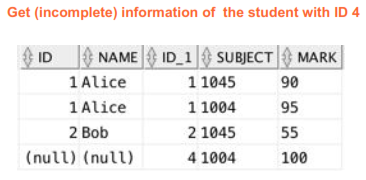 Get (incomplete) information of the student with ID 4
ID NAME ID_1 SUBJECT MARK
1 Alice 1 1045 90
1 Alice 1 1004 95
2 Bob 2 1045 55
(null) (null) 4 1004 100